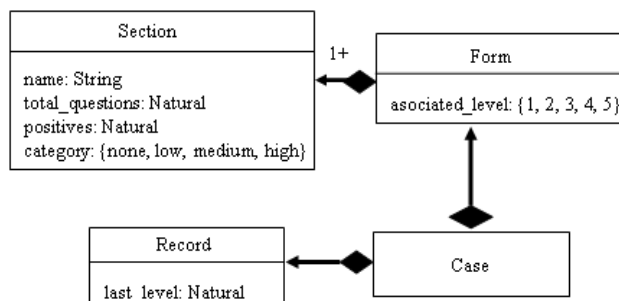 Section
name: String
total_questions: Natural
positives: Natural
category: {none, low, medium, high}
1+
Form
asociated_level: {1, 2, 3, 4, 5}
Record
last_level: Natural
Case